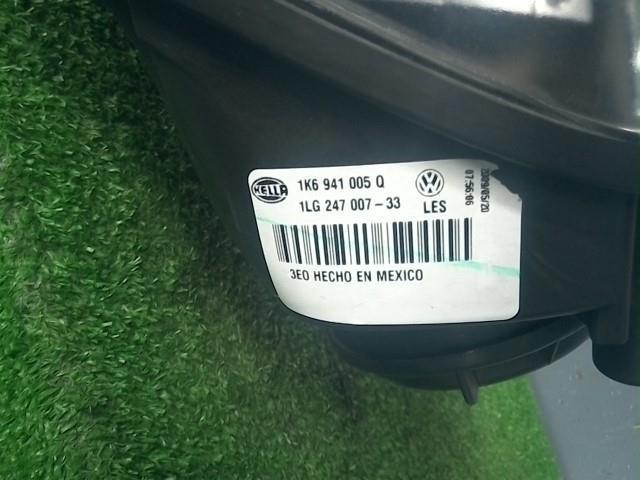 HELLA
1K6 941 005 Q
1LG 247 007-33
LES
2009/05/20
07:56:06
3EO HECHO EN MEXICO